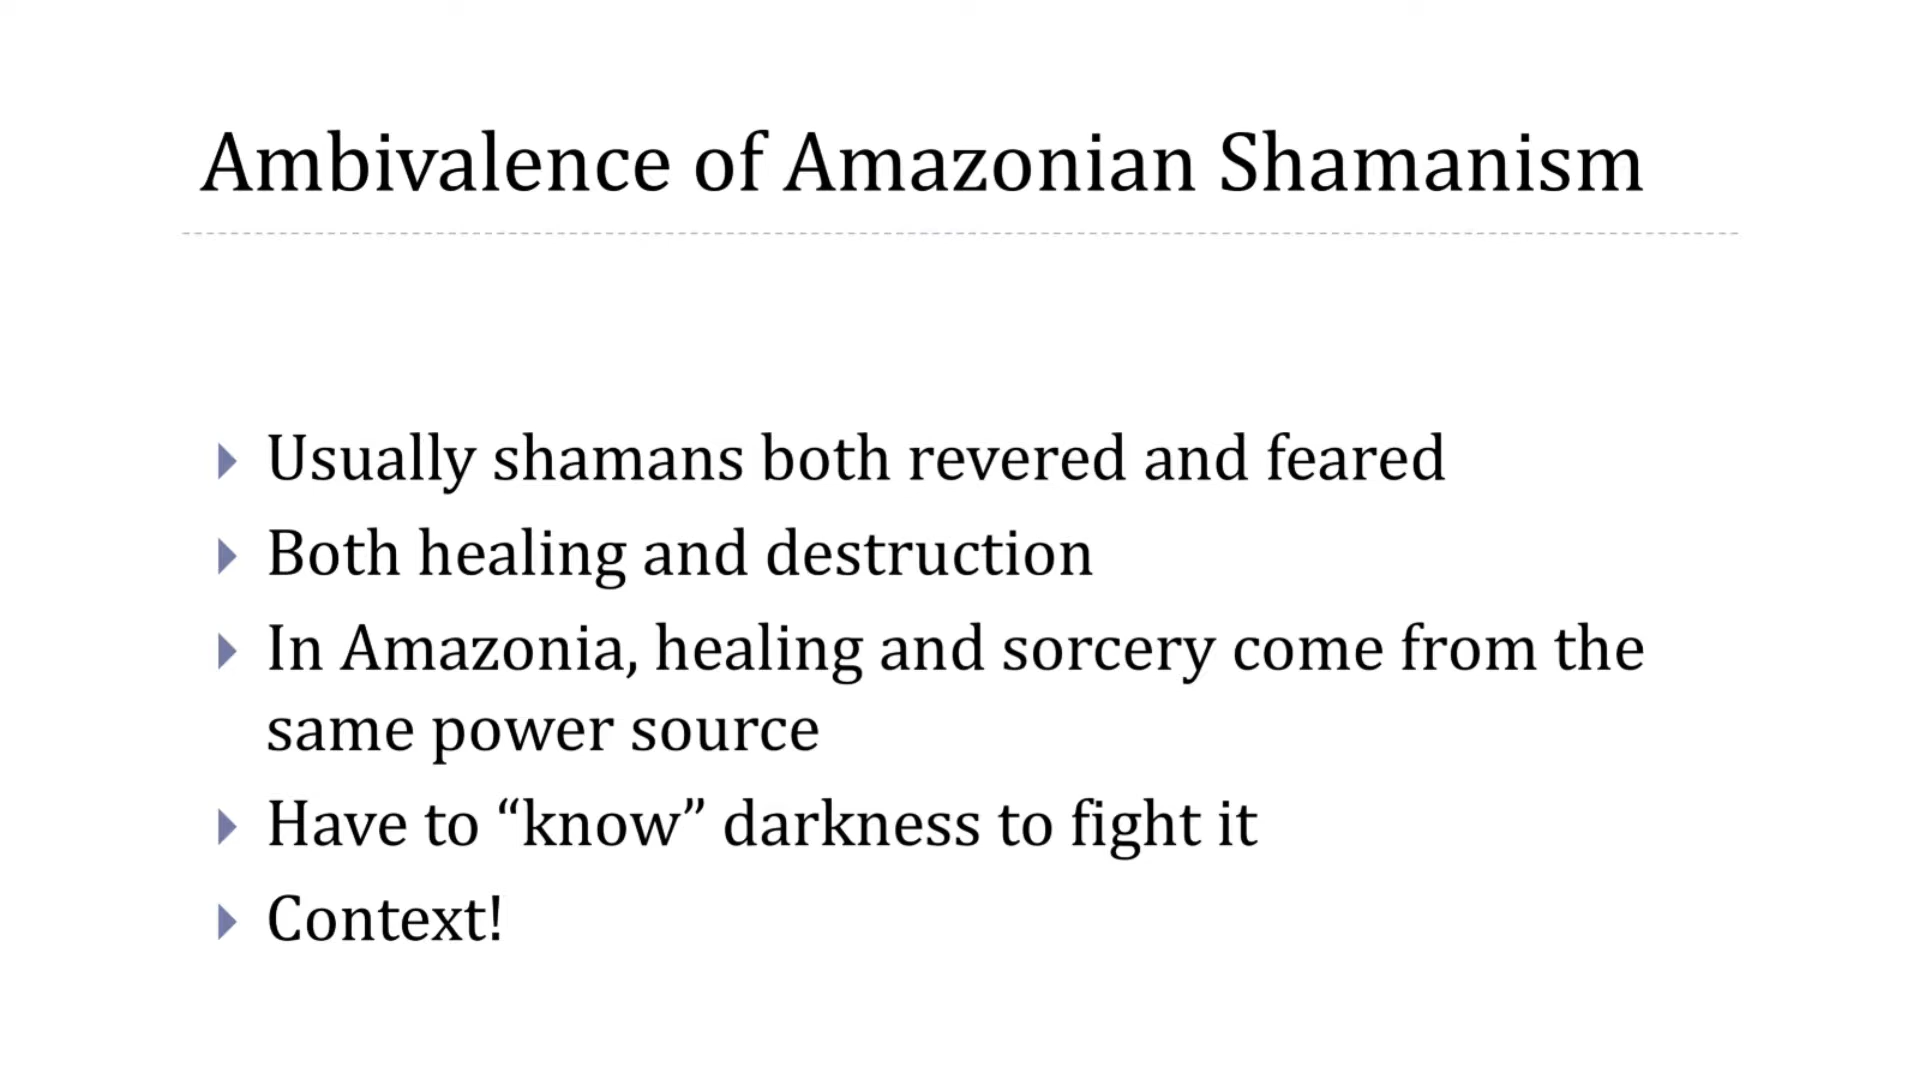 Ambivalence of Amazonian Shamanism
Usually shamans both revered and feared
Both healing and destruction
In Amazonia, healing and sorcery come from the
same power source
Have to “know” darkness to fight it
Context!